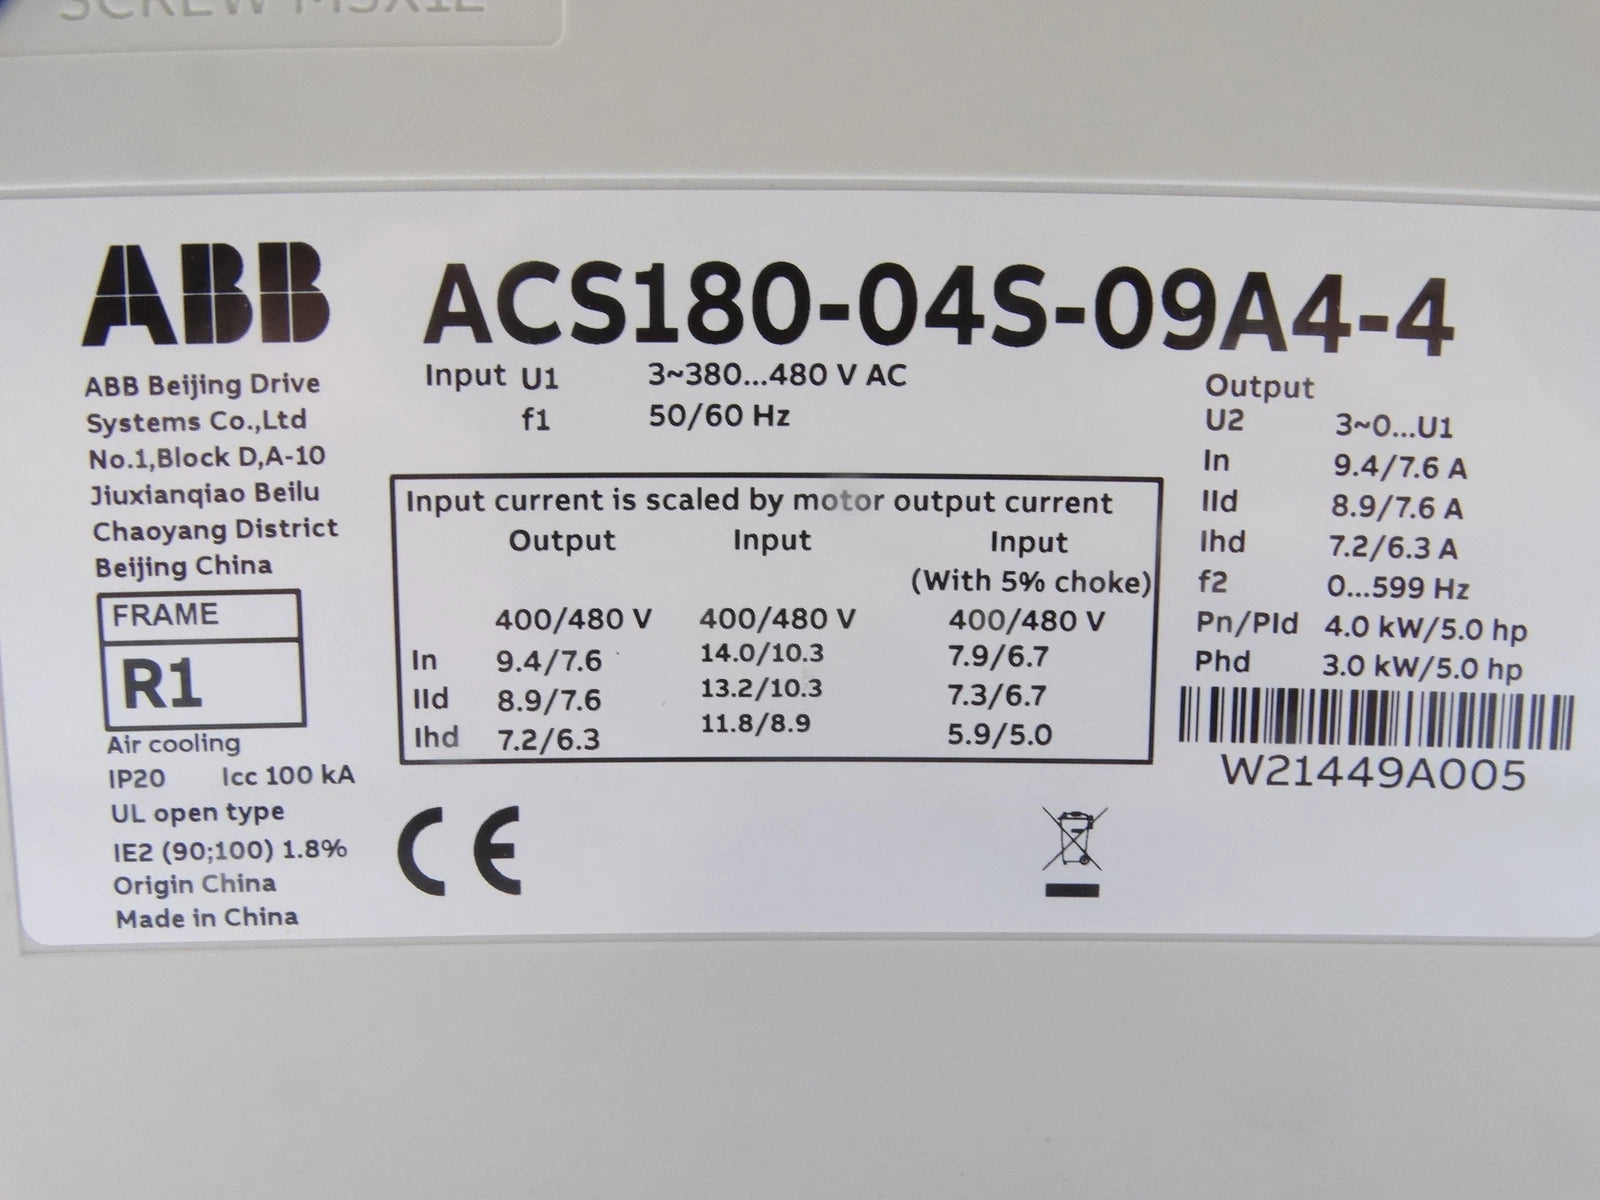 SCREW M3X12
ABB
ABB Beijing Drive
Systems Co.,Ltd
No.1,Block D,A-10
Jiuxianqiao Beilu
Chaoyang District
Beijing China
FRAME
R1
Air cooling
IP20 Icc 100 kA
UL open type
IE2 (90;100) 1.8%
Origin China
Made in China
ACS180-04S-09A4-4
Input U1 3~380...480 V AC
f1 50/60 Hz
Input current is scaled by motor output current
Output Input Input
(With 5% choke)
400/480 V 400/480 V 400/480 V
In 9.4/7.6 14.0/10.3 7.9/6.7
Ild 8.9/7.6 13.2/10.3 7.3/6.7
Ihd 7.2/6.3 11.8/8.9 5.9/5.0
CE
Output
U2 3~0...U1
In 9.4/7.6 A
Ild 8.9/7.6 A
Ihd 7.2/6.3 A
f2 0...599 Hz
Pn/Pld 4.0 kW/5.0 hp
Phd 3.0 kW/5.0 hp
W21449A005